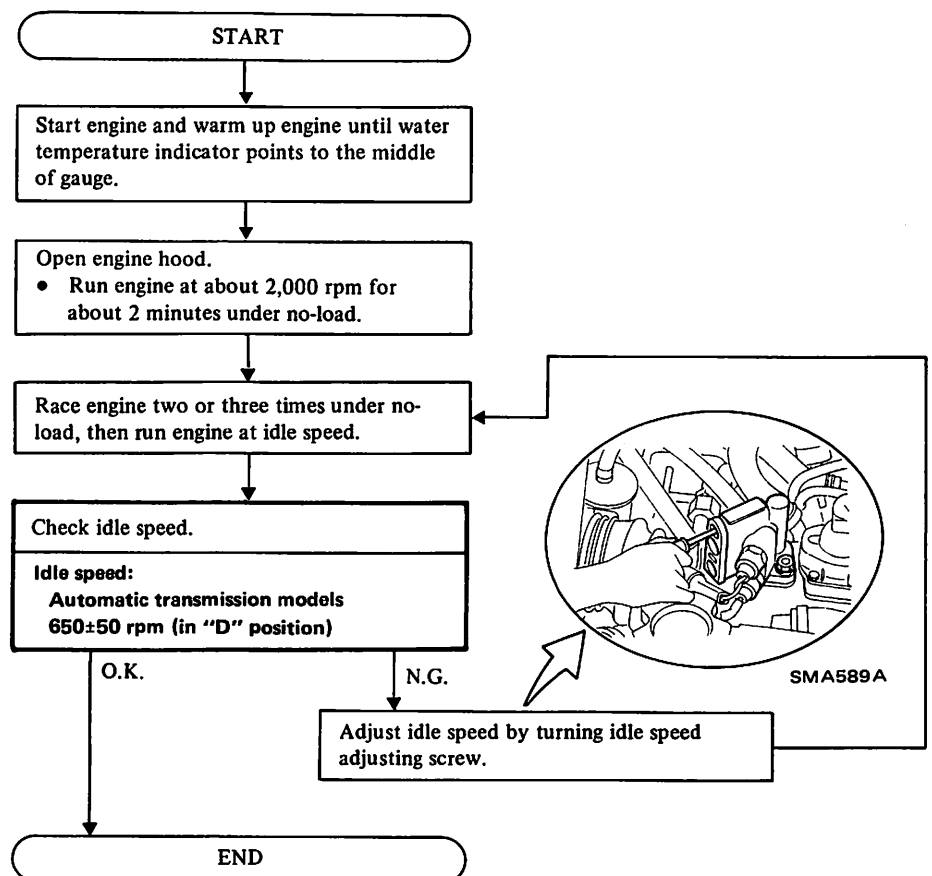 START
Start engine and warm up engine until water
temperature indicator points to the middle
of gauge.
Open engine hood.
● Run engine at about 2,000 rpm for
about 2 minutes under no-load.
Race engine two or three times under no-
load, then run engine at idle speed.
Check idle speed.
Idle speed:
Automatic transmission models
650±50 rpm (in "D" position)
O.K.
N.G.
SMA589A
Adjust idle speed by turning idle speed
adjusting screw.
END